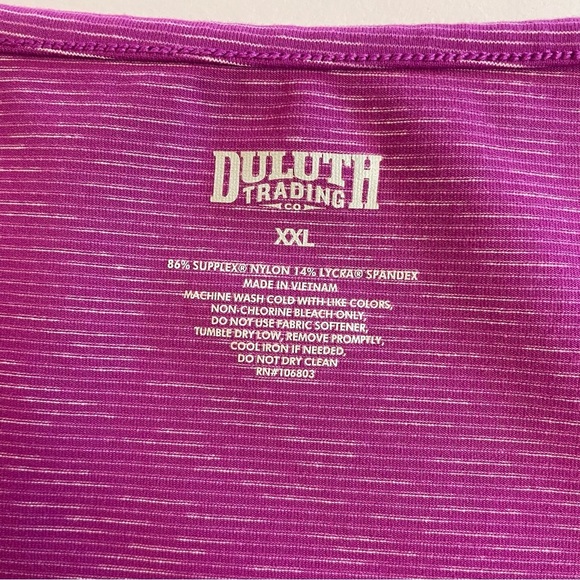 DULUTH
TRADING
CO
XXL
86% SUPPLEX® NYLON 14% LYCRA® SPANDEX
MADE IN VIETNAM
MACHINE WASH COLD WITH LIKE COLORS,
NON-CHLORINE BLEACH ONLY,
DO NOT USE FABRIC SOFTENER,
TUMBLE DRY LOW, REMOVE PROMPTLY,
COOL IRON IF NEEDED,
DO NOT DRY CLEAN
RN#106803